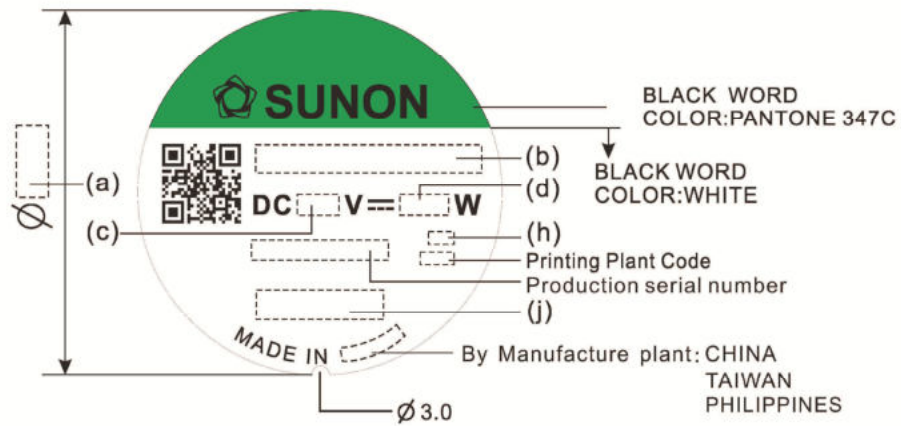 SUNON
BLACK WORD
COLOR:PANTONE 347C
(b)
BLACK WORD
COLOR:WHITE
(a)
Ø
DC V W
(d)
(c)
(h)
Printing Plant Code
Production serial number
(j)
MADE IN
By Manufacture plant: CHINA
TAIWAN
PHILIPPINES
Ø 3.0